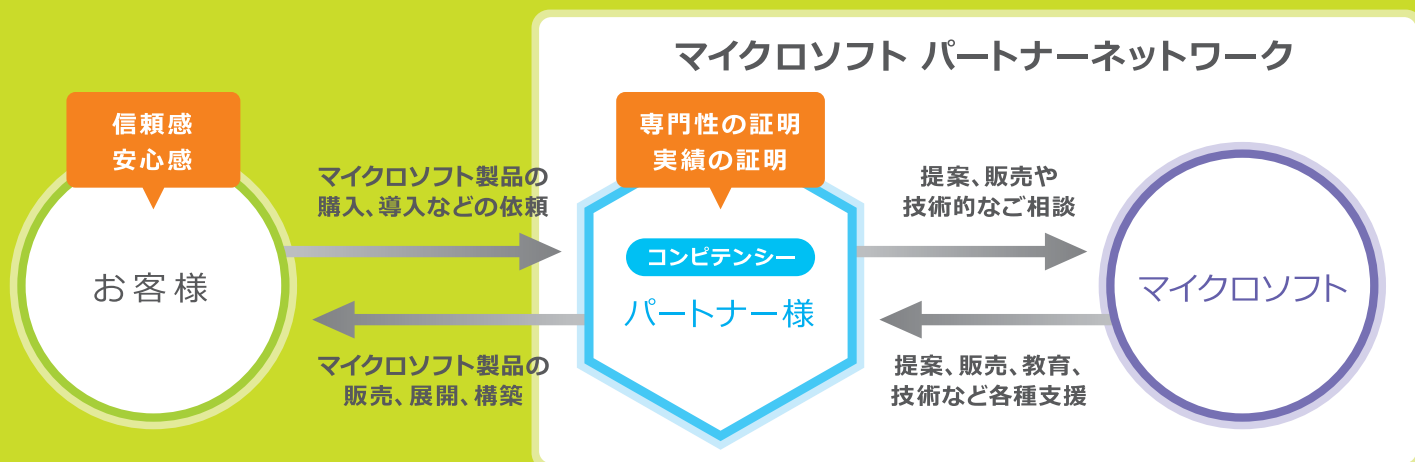 マイクロソフト パートナーネットワーク
信頼感
安心感
お客様
マイクロソフト製品の
購入、導入などの依頼
マイクロソフト製品の
販売、展開、構築
専門性の証明
実績の証明
コンピテンシー
パートナー様
提案、販売や
技術的なご相談
提案、販売、教育、
技術など各種支援
マイクロソフト